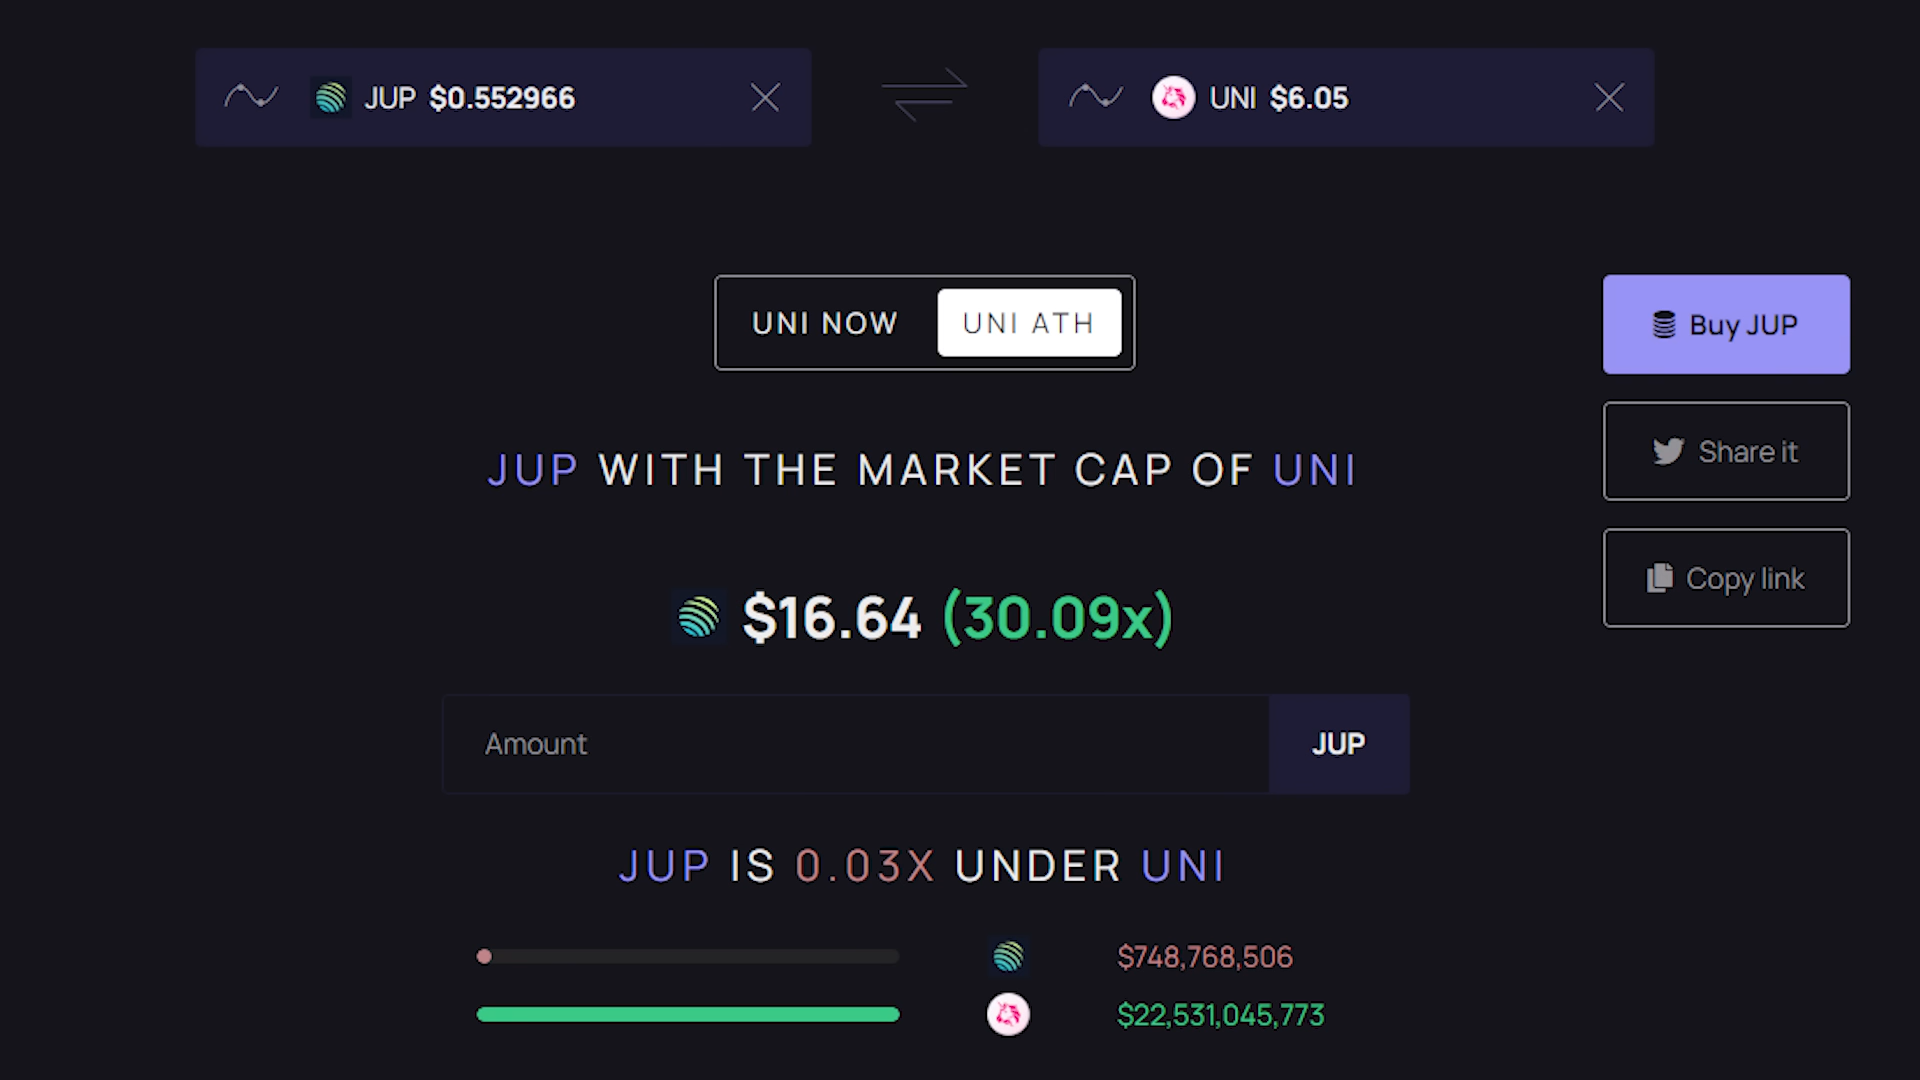 JUP $0.552966
UNI $6.05
UNI NOW
UNI ATH
Buy JUP
Share it
Copy link
JUP WITH THE MARKET CAP OF UNI
$16.64 (30.09x)
Amount
JUP
JUP IS 0.03X UNDER UNI
$748,768,506
$22,531,045,773